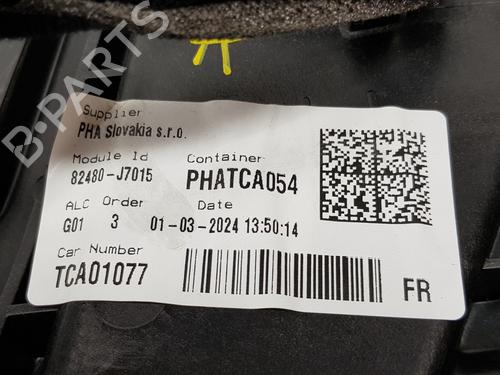 B-PARTS
Supplier
PHA Slovakia s.r.o.
Module Id Container
82480-J7015 PHATCA054
ALC Order Date
G01 3 01-03-2024 13:50:14
Car Number
TCA01077 FR